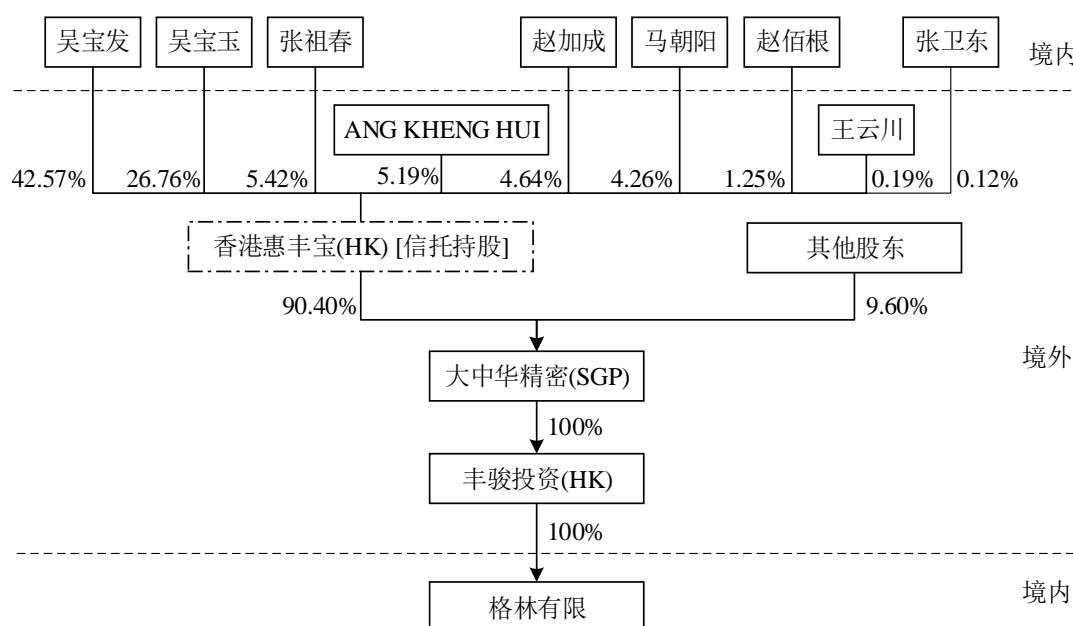 吴宝发
吴宝玉
张祖春
赵加成
马朝阳
赵佰根
张卫东
境内
ANG KHENG HUI
王云川
42.57%
26.76%
5.42%
5.19%
4.64%
4.26%
1.25%
0.19%
0.12%
香港惠丰宝(HK) [信托持股]
其他股东
90.40%
9.60%
大中华精密(SGP)
境外
100%
丰骏投资(HK)
100%
境内
格林有限